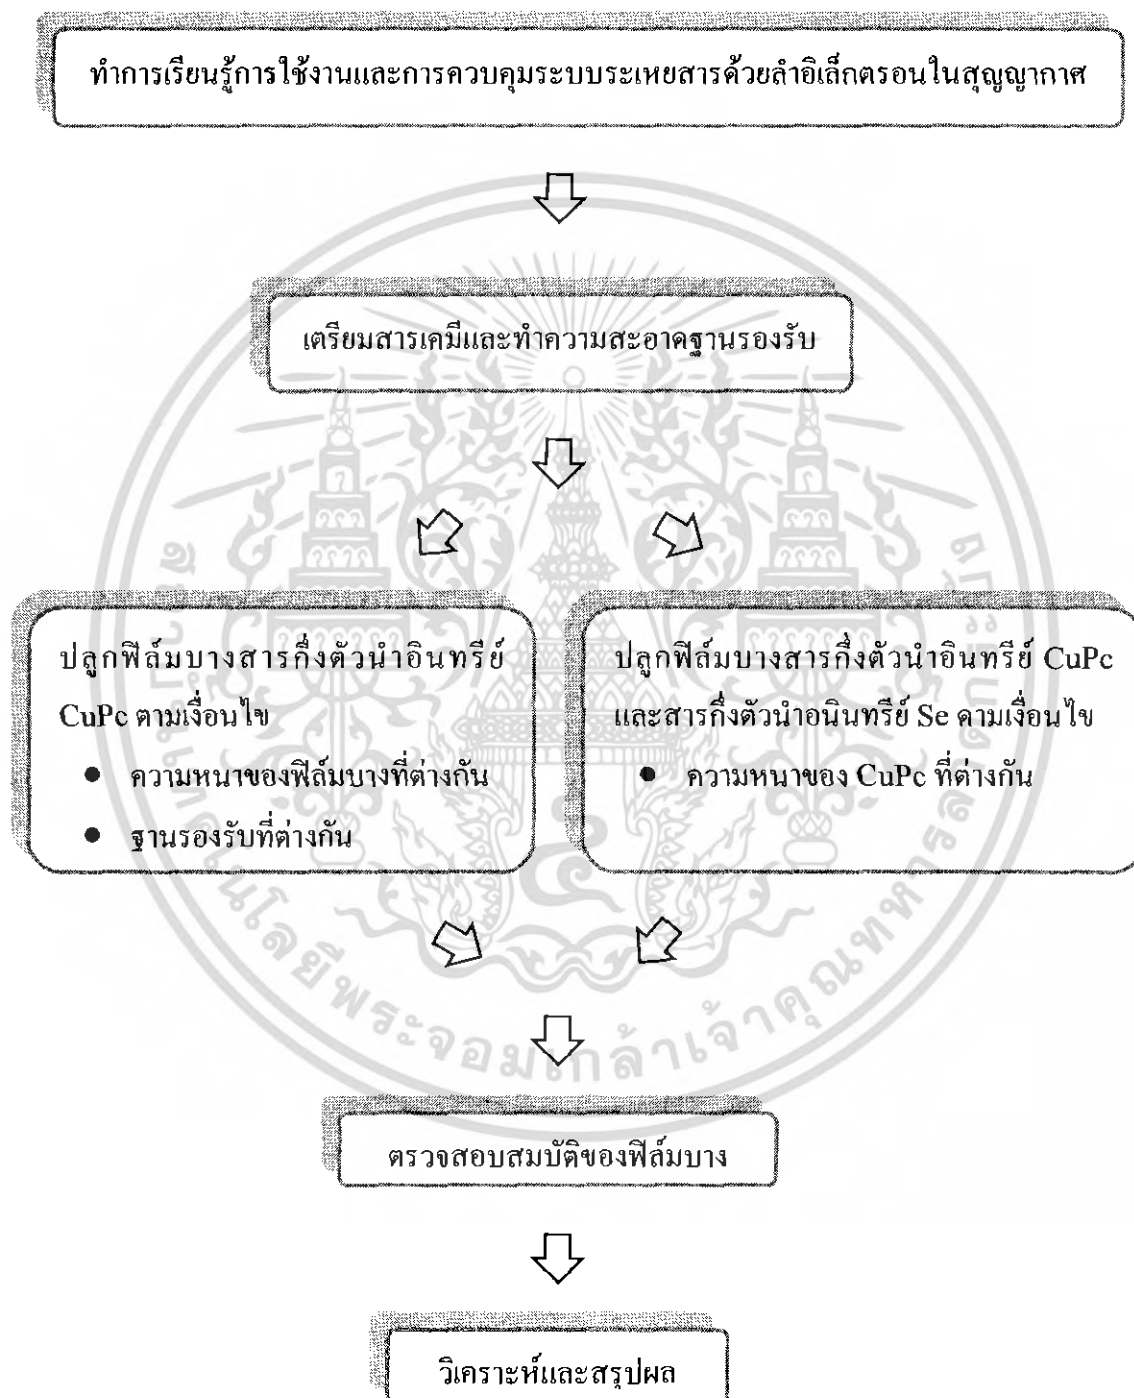 ทำการเรียนรู้การใช้งานและการควบคุมระบบระเหยสารด้วยลำอิเล็กตรอนในสุญญากาศ
เตรียมสารเคมีและทำความสะอาดฐานรองรับ
ปลูกฟิล์มบางสารกึ่งตัวนำอินทรีย์
CuPc ตามเงื่อนไข
● ความหนาของฟิล์มบางที่ต่างกัน
● ฐานรองรับที่ต่างกัน
ปลูกฟิล์มบางสารกึ่งตัวนำอินทรีย์ CuPc
และสารกึ่งตัวนำอนินทรีย์ Se ตามเงื่อนไข
● ความหนาของ CuPc ที่ต่างกัน
ตรวจสอบสมบัติของฟิล์มบาง
วิเคราะห์และสรุปผล